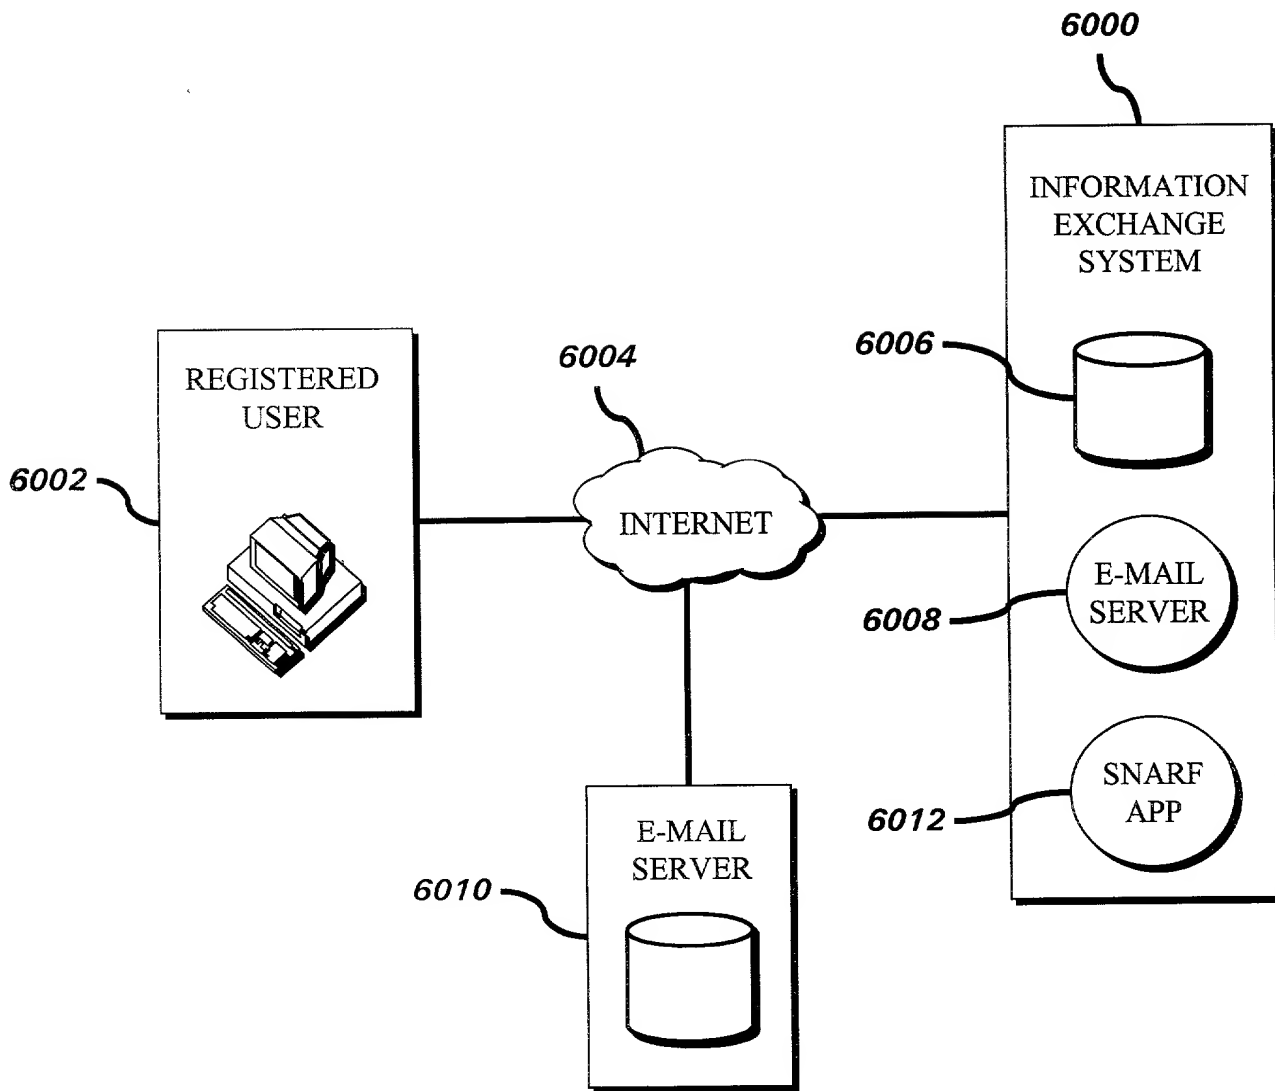 6000
INFORMATION
EXCHANGE
SYSTEM
6006
6004
REGISTERED
USER
6002
INTERNET
E-MAIL
SERVER
6008
SNARF
APP
6012
E-MAIL
SERVER
6010